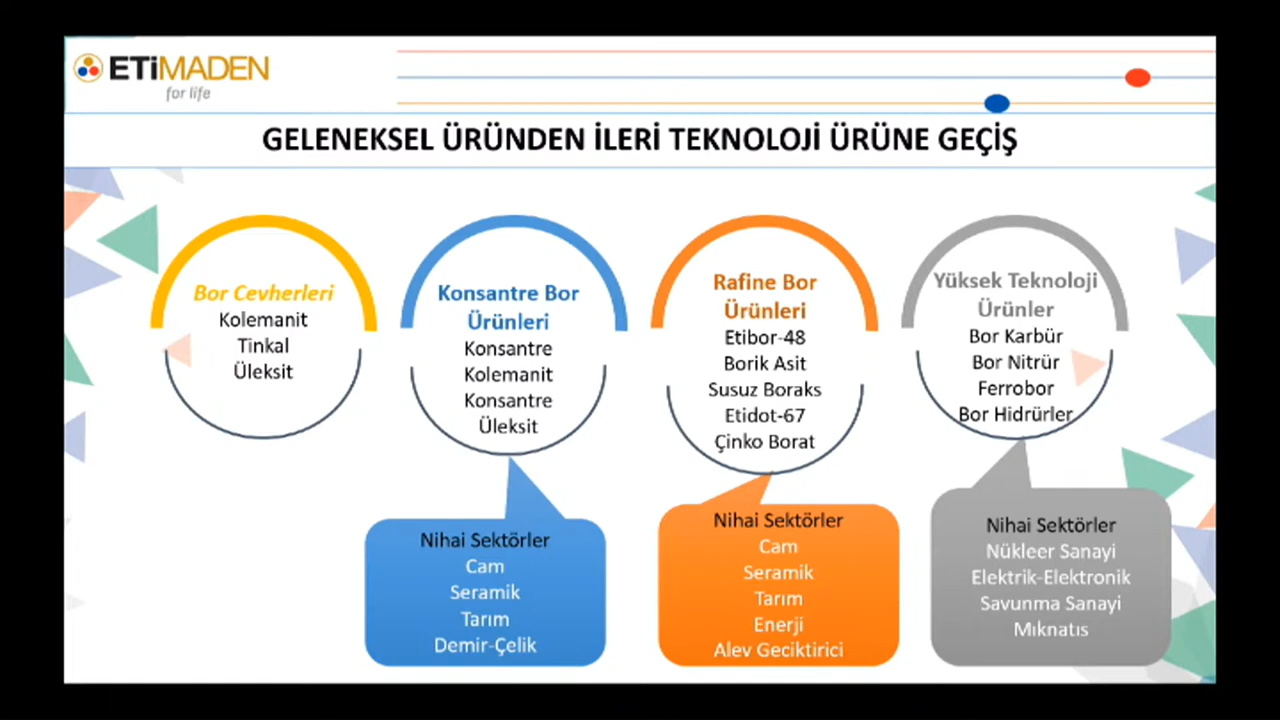 ETİMADEN
for life
GELENEKSEL ÜRÜNDEN İLERİ TEKNOLOJİ ÜRÜNE GEÇİŞ
Bor Cevherleri
Kolemanit
Tinkal
Üleksit
Konsantre Bor
Ürünleri
Konsantre
Kolemanit
Konsantre
Üleksit
Rafine Bor
Ürünleri
Etibor-48
Borik Asit
Susuz Boraks
Etidot-67
Çinko Borat
Yüksek Teknoloji
Ürünler
Bor Karbür
Bor Nitrür
Ferrobor
Bor Hidrürler
Nihai Sektörler
Cam
Seramik
Tarım
Demir-Çelik
Nihai Sektörler
Cam
Seramik
Tarım
Enerji
Alev Geciktirici
Nihai Sektörler
Nükleer Sanayi
Elektrik-Elektronik
Savunma Sanayi
Mıknatıs